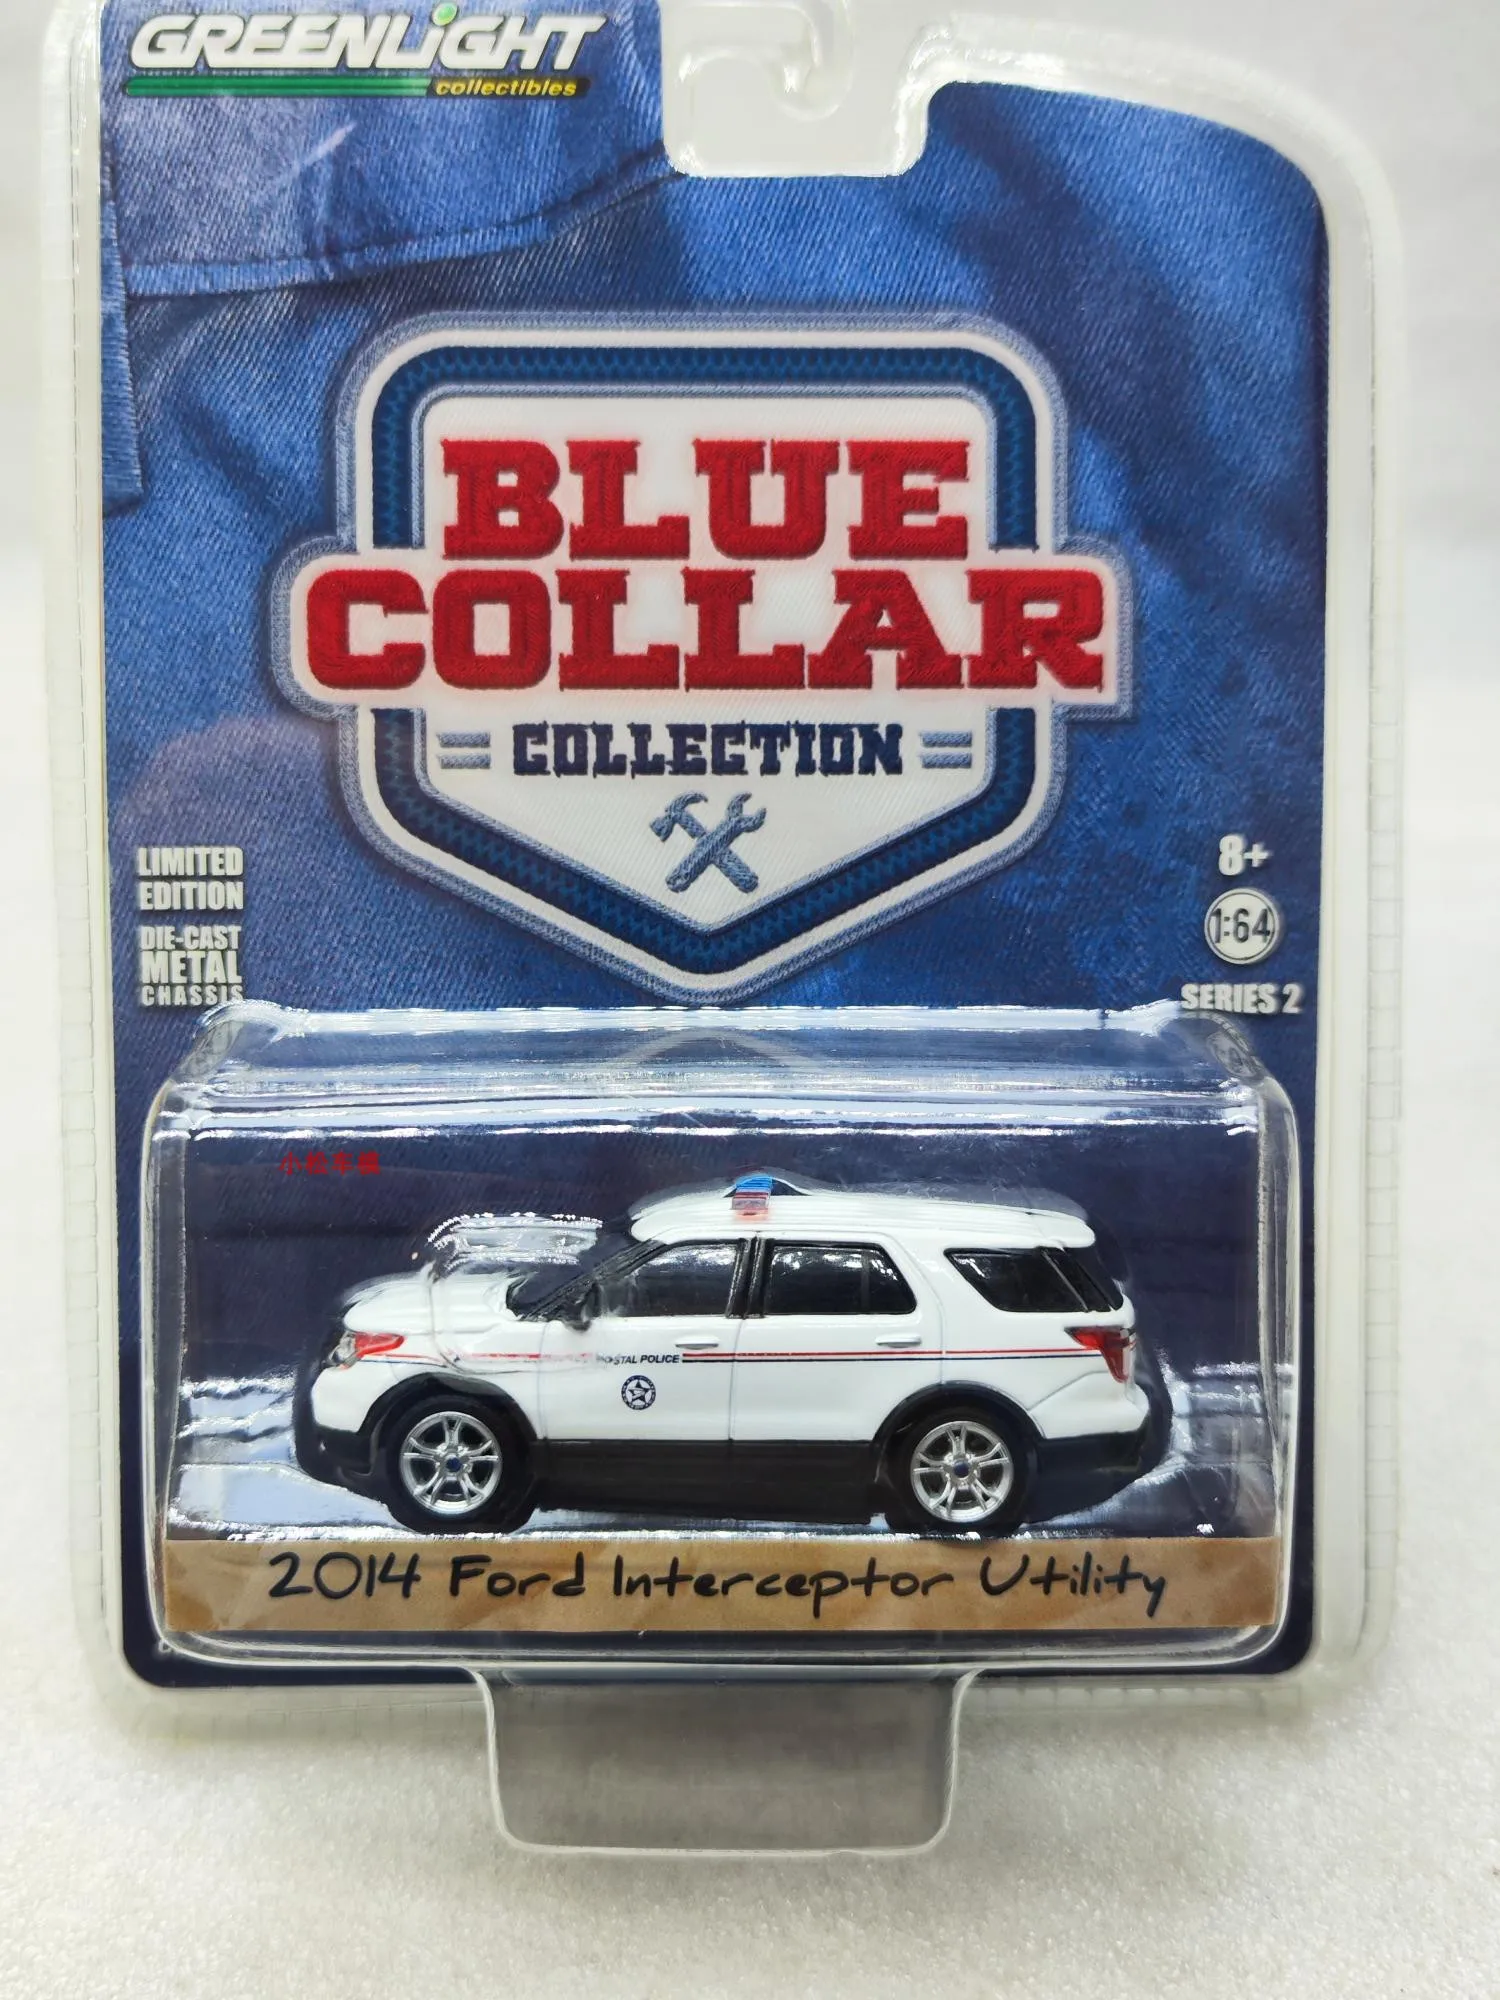 GREENLiGHT
collectibles
BLUE
COLLAR
COLLECTION
LIMITED
EDITION
DIE-CAST
METAL
CHASSIS
8+
1:64
SERIES 2
小松车模
POSTAL POLICE
2014 Ford Interceptor Utility